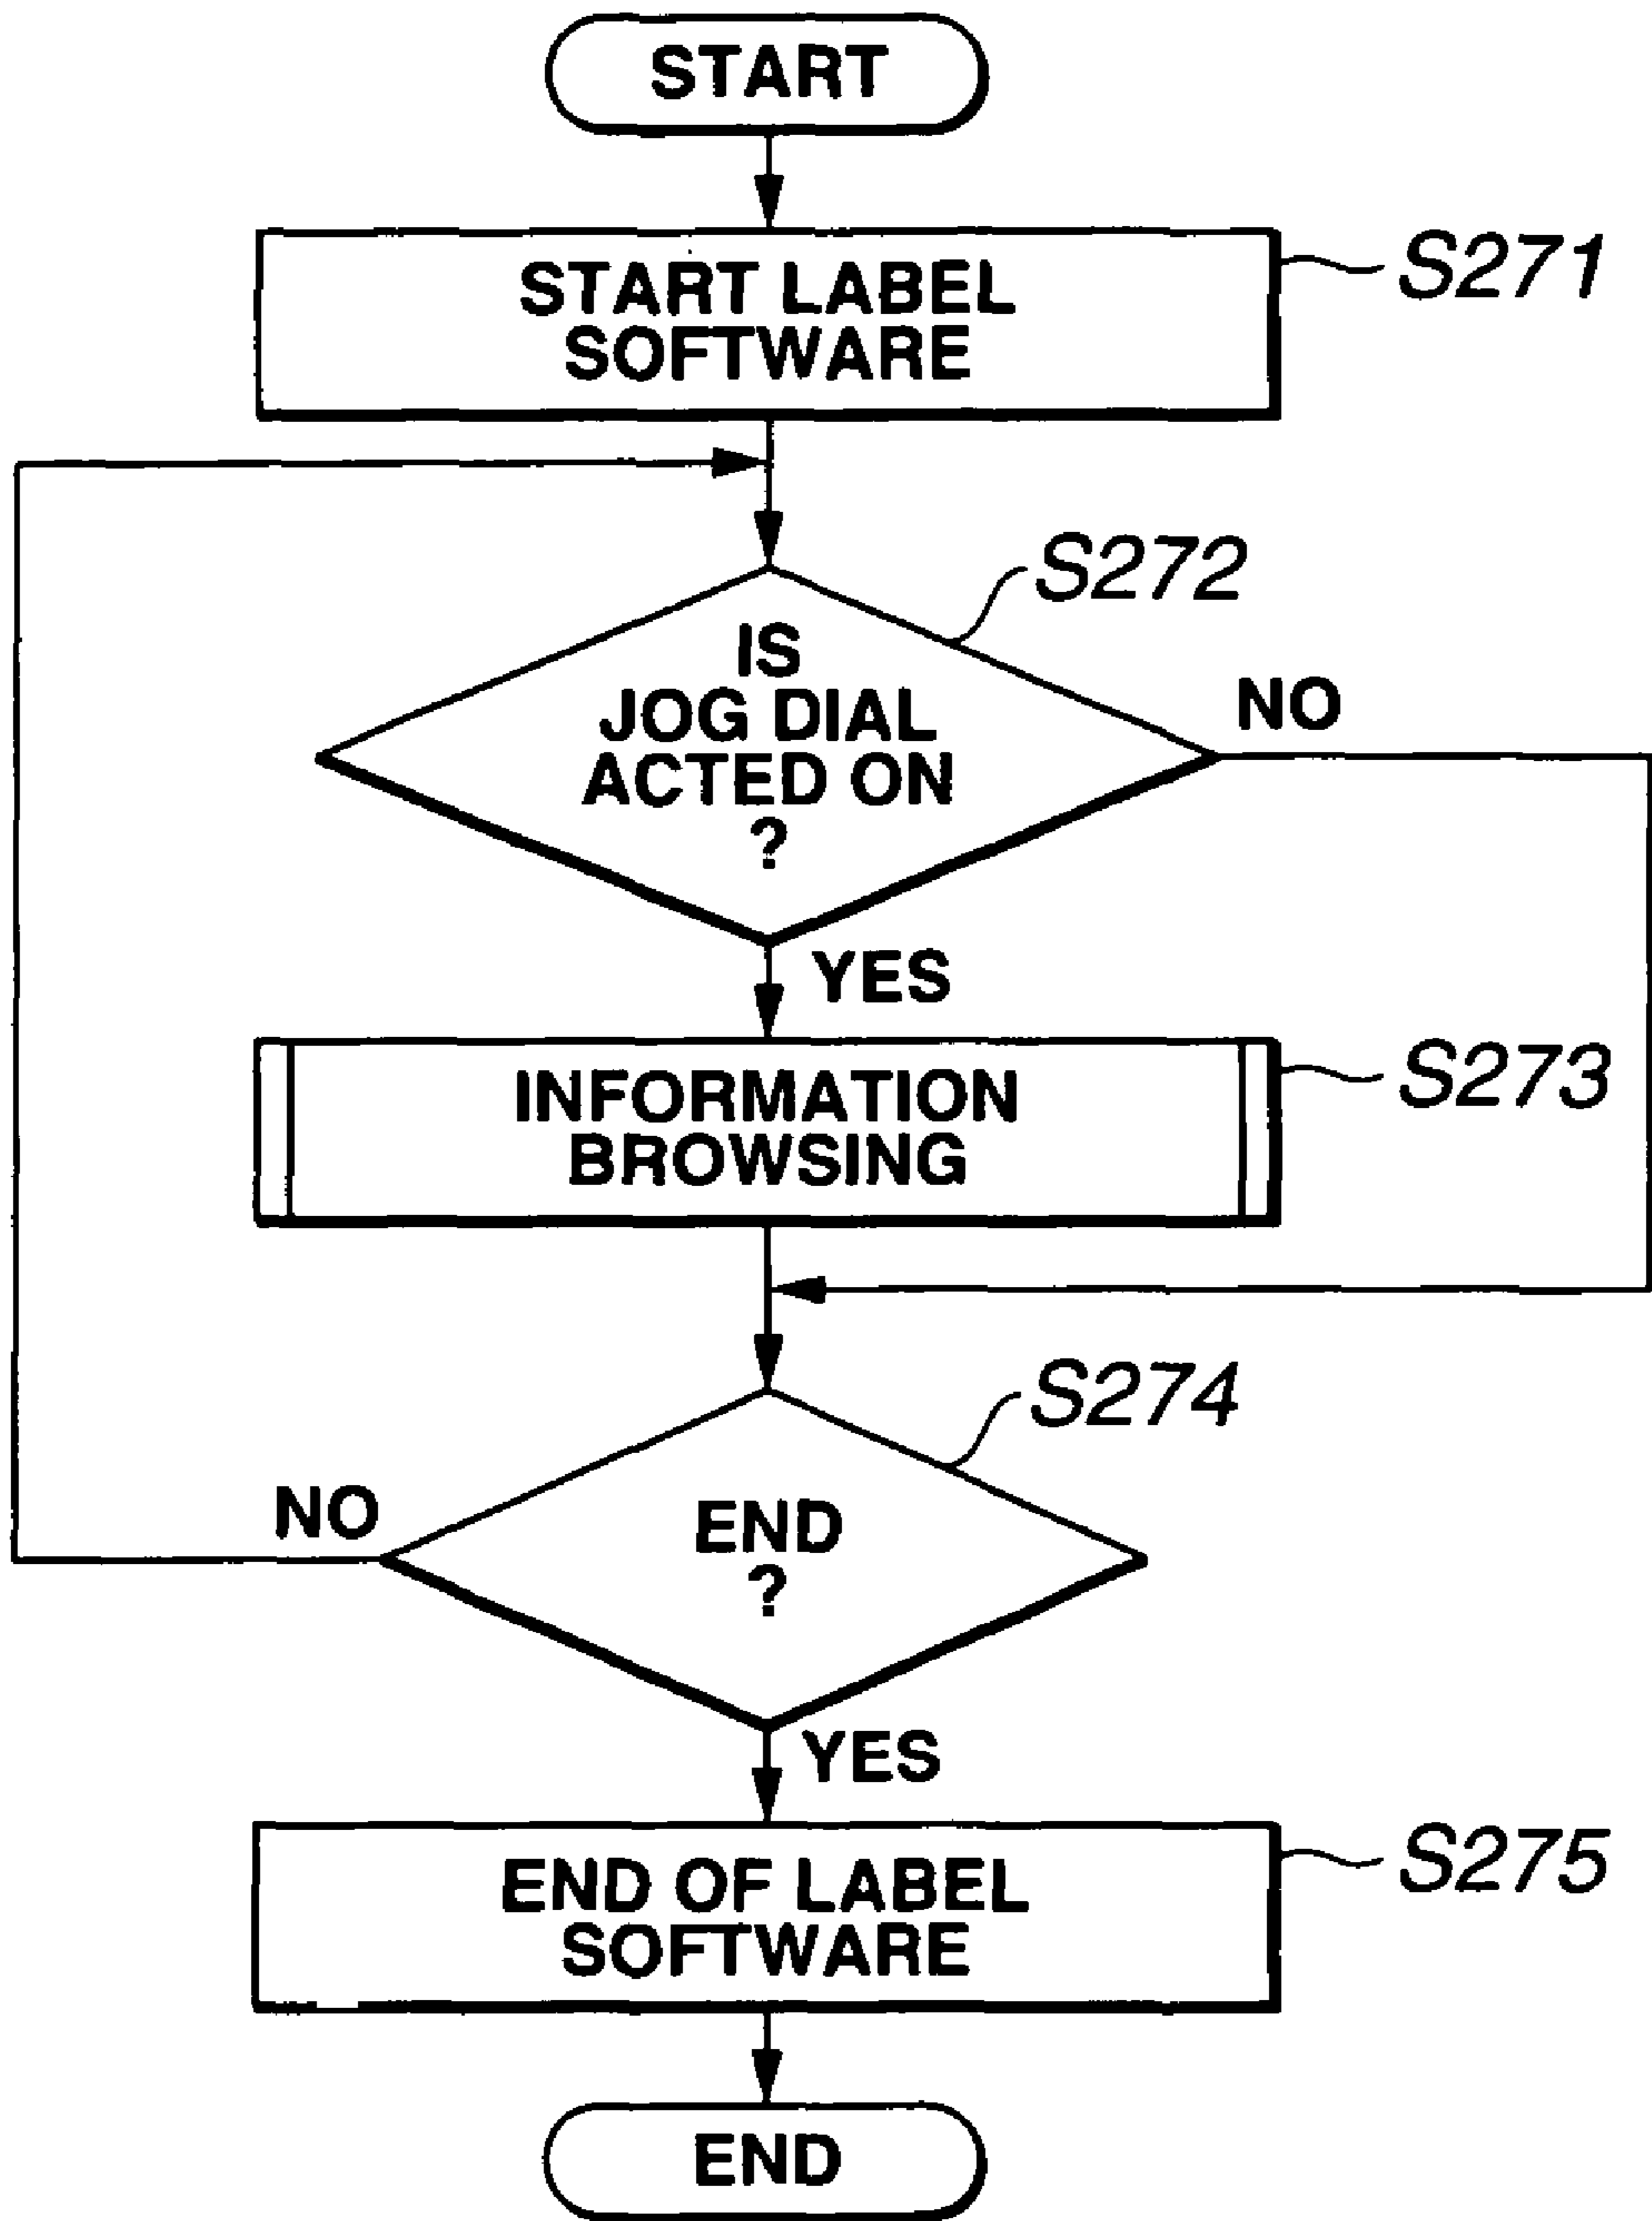 START
START LABEL
SOFTWARE
S271
S272
IS
JOG DIAL
ACTED ON
?
NO
YES
INFORMATION
BROWSING
S273
S274
END
?
NO
YES
END OF LABEL
SOFTWARE
S275
END